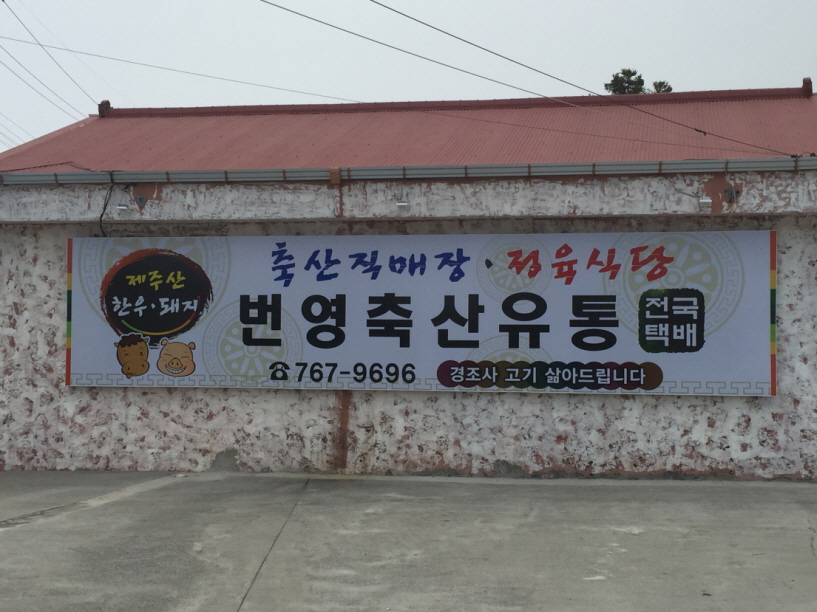 제주산
한우·돼지
축산직매장·정육식당
번영축산유통
전국
택배
☎767-9696
경조사 고기 삶아드립니다